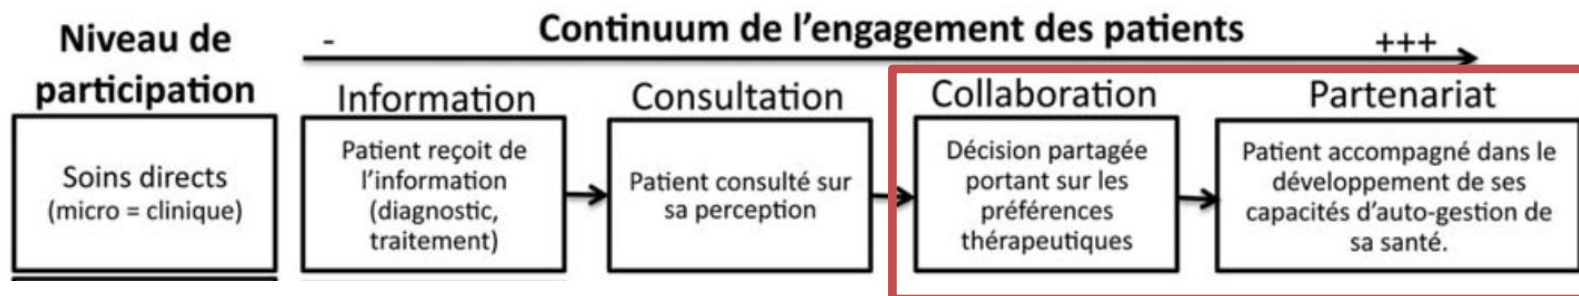 Niveau de
participation
-
Continuum de l'engagement des patients
+++
Information
Consultation
Collaboration
Partenariat
Soins directs
(micro = clinique)
Patient reçoit de
l'information
(diagnostic,
traitement)
Patient consulté sur
sa perception
Décision partagée
portant sur les
préférences
thérapeutiques
Patient accompagné dans le
développement de ses
capacités d'auto-gestion de
sa santé.